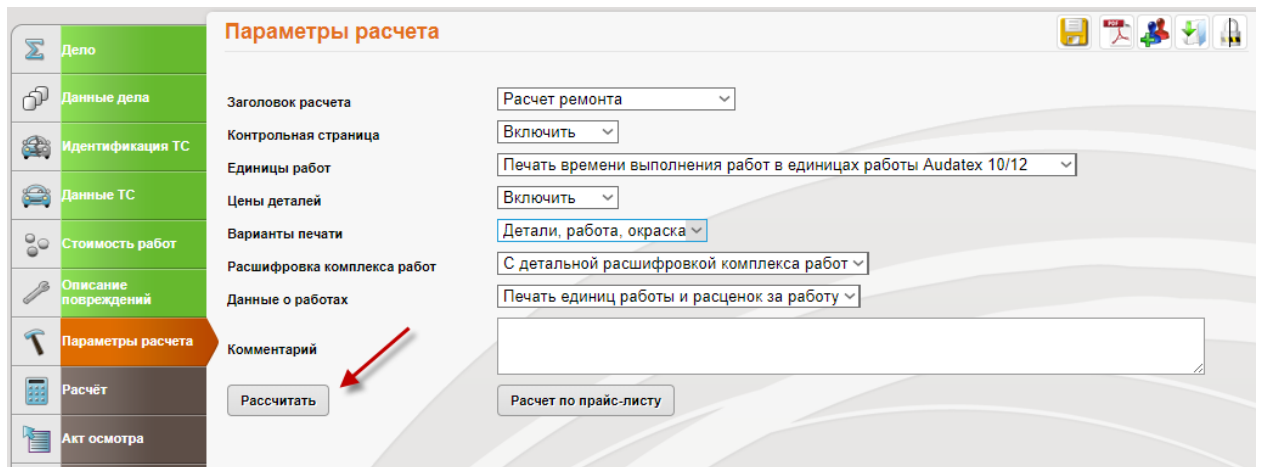 Параметры расчета
PDF
Дело
Данные дела
Идентификация ТС
Данные ТС
Стоимость работ
Описание
повреждений
Параметры расчета
Расчёт
Акт осмотра
Заголовок расчета Расчет ремонта
Контрольная страница Включить
Единицы работ Печать времени выполнения работ в единицах работы Audatex 10/12
Цены деталей Включить
Варианты печати Детали, работа, окраска
Расшифровка комплекса работ С детальной расшифровкой комплекса работ
Данные о работах Печать единиц работы и расценок за работу
Комментарий
Рассчитать Расчет по прайс-листу